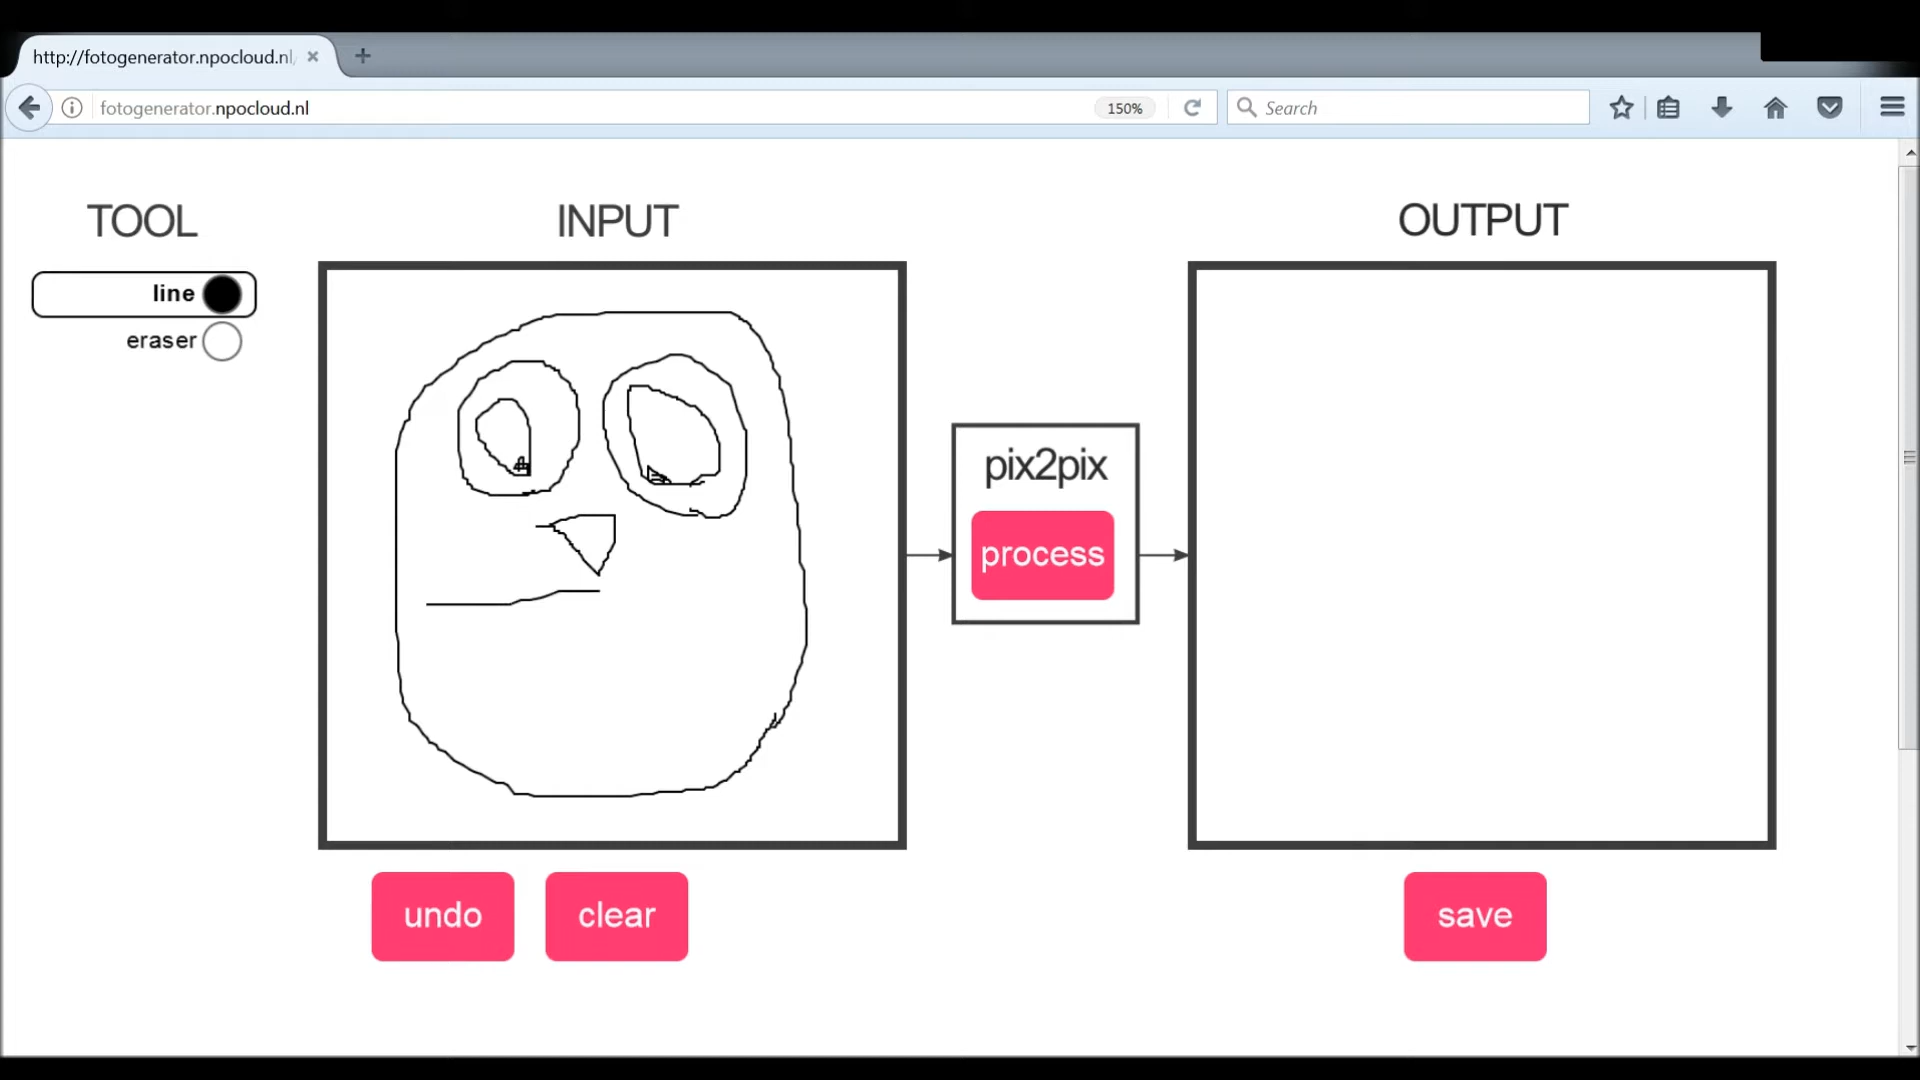 http://fotogenerator.npocloud.nl/
fotogenerator.npocloud.nl
150%
Search
TOOL
INPUT
OUTPUT
line
eraser
pix2pix
process
undo
clear
save